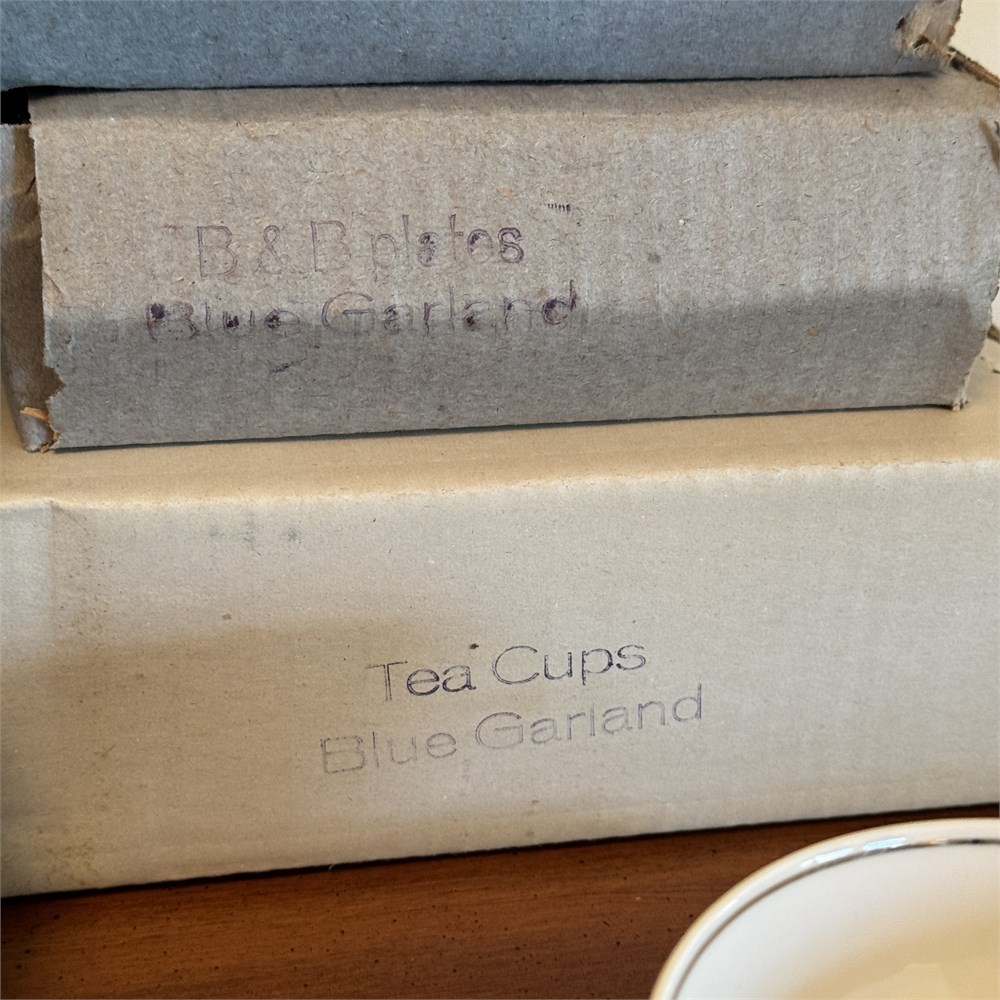 B & B plates
Blue Garland
Tea Cups
Blue Garland